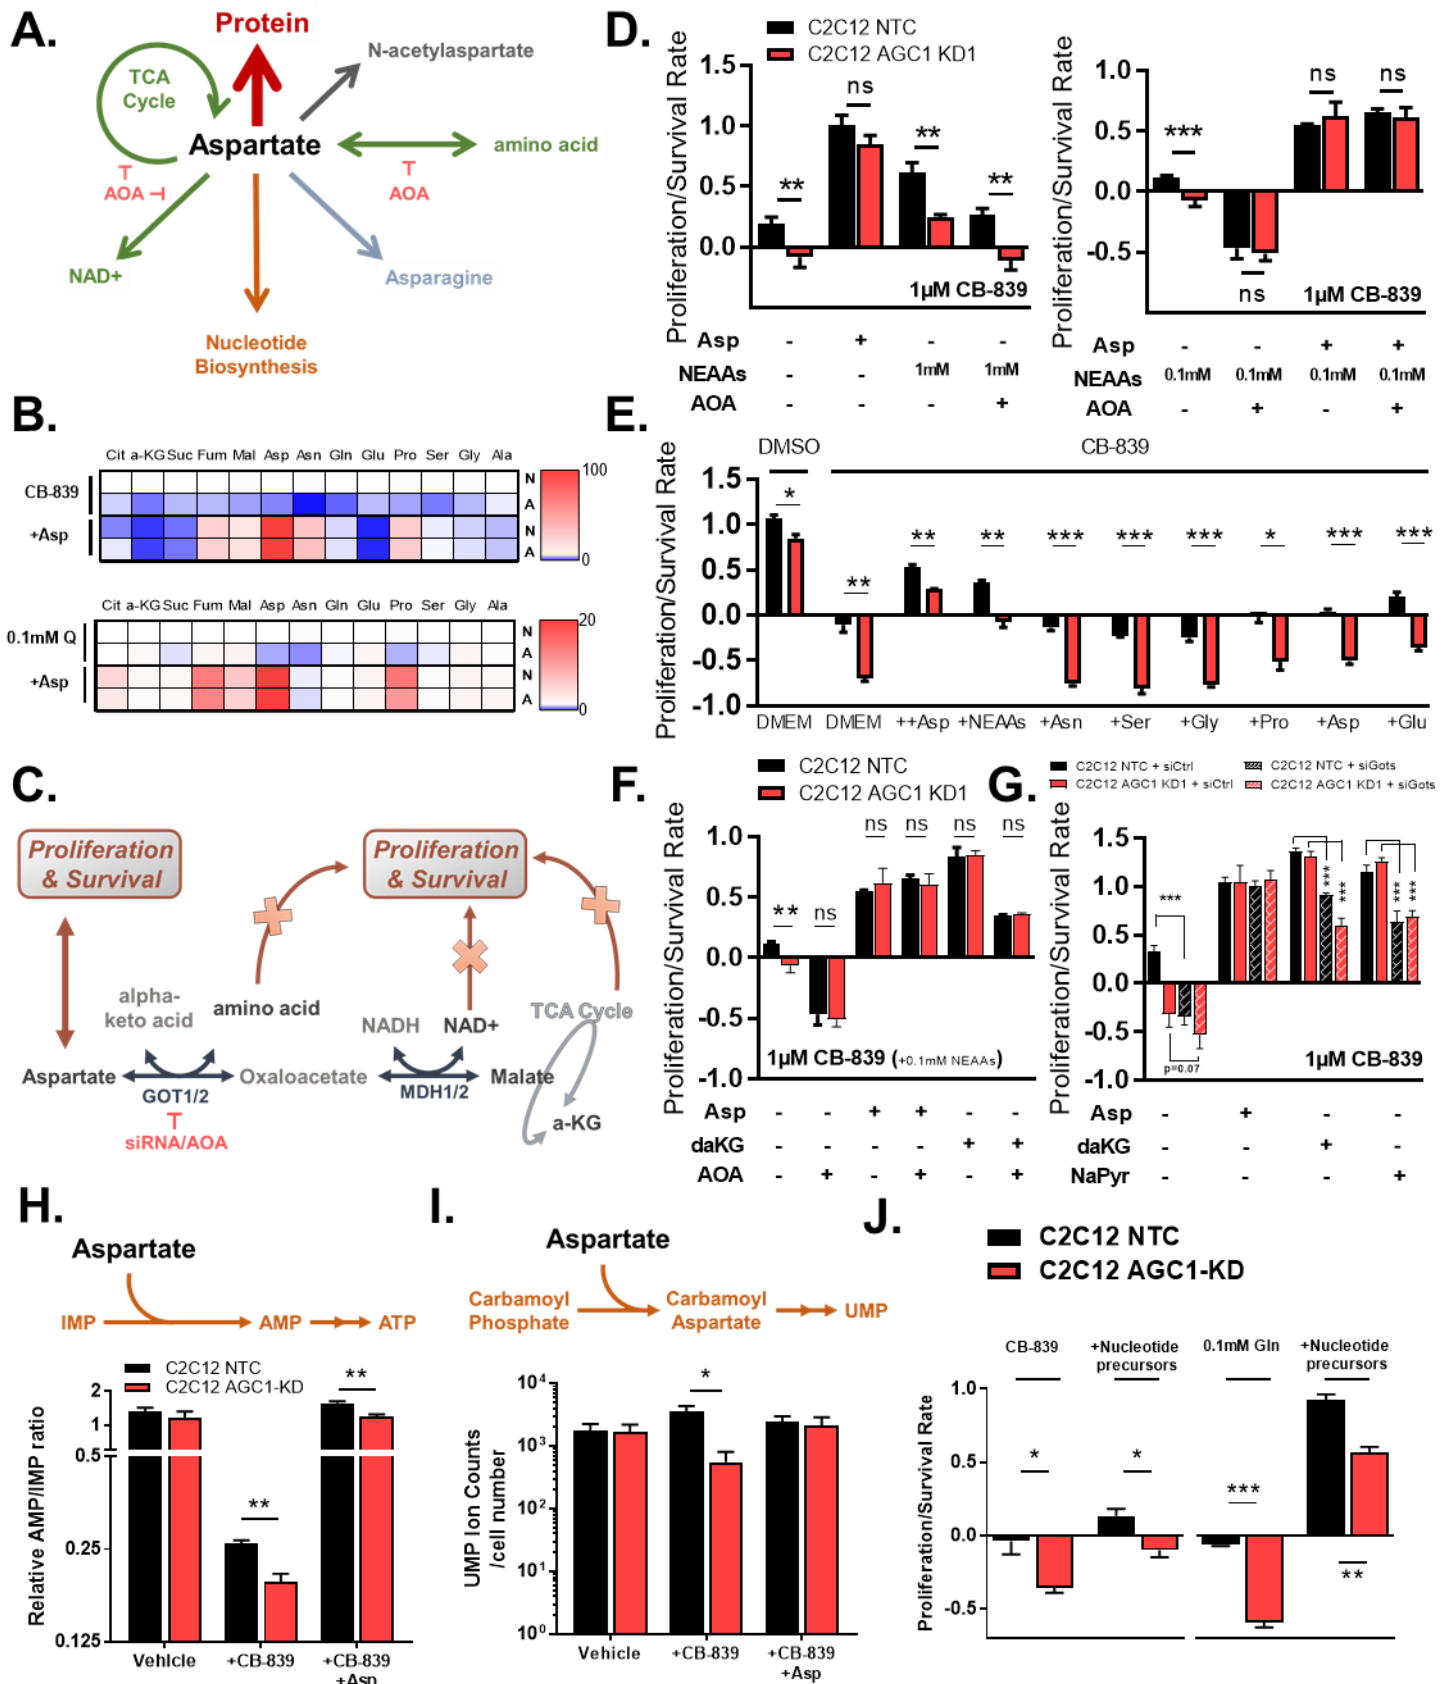 A.
Protein
N-acetylaspartate
TCA
Cycle
Aspartate
amino acid
AOA
AOA
NAD+
Asparagine
Nucleotide
Biosynthesis
B.
Cit a-KG Suc Fum Mal Asp Asn Gln Glu Pro Ser Gly Ala
CB-839
N
A
+Asp
N
A
100
0
Cit a-KG Suc Fum Mal Asp Asn Gln Glu Pro Ser Gly Ala
0.1mM Q
N
A
+Asp
N
A
20
0
C.
Proliferation
& Survival
Proliferation
& Survival
alpha-
keto acid
amino acid
NADH
NAD+
TCA Cycle
Aspartate
GOT1/2
Oxaloacetate
MDH1/2
Malate
a-KG
siRNA/AOA
D.
C2C12 NTC
C2C12 AGC1 KD1
Proliferation/Survival Rate
1.5
1.0
0.5
0.0
**
ns
**
**
1µM CB-839
Asp - + - -
NEAAs - - 1mM 1mM
AOA - - - +
Proliferation/Survival Rate
1.0
0.5
0.0
-0.5
***
ns
ns
ns
1µM CB-839
Asp - - + +
NEAAs 0.1mM 0.1mM 0.1mM 0.1mM
AOA - + - +
E.
DMSO
CB-839
Proliferation/Survival Rate
1.5
1.0
0.5
0.0
-0.5
-1.0
* ** ** ** *** *** *** * *** ***
DMEM DMEM ++Asp +NEAAs +Asn +Ser +Gly +Pro +Asp +Glu
F.
C2C12 NTC
C2C12 AGC1 KD1
Proliferation/Survival Rate
1.0
0.5
0.0
-0.5
-1.0
** ns ns ns ns ns
1µM CB-839 (+0.1mM NEAAs)
Asp - - + + - -
daKG - - - - + +
AOA - + - + - +
G.
C2C12 NTC + siCtrl
C2C12 NTC + siGots
C2C12 AGC1 KD1 + siCtrl
C2C12 AGC1 KD1 + siGots
Proliferation/Survival Rate
1.5
1.0
0.5
0.0
-0.5
-1.0
*** *** *** *** ***
p=0.07
1µM CB-839
Asp - + - -
daKG - - + -
NaPyr - - - +
H.
Aspartate
IMP
AMP
ATP
C2C12 NTC
C2C12 AGC1-KD
Relative AMP/IMP ratio
2
1
0.5
0.25
0.125
**
**
Vehicle
+CB-839
+CB-839
+Asp
I.
Aspartate
Carbamoyl
Phosphate
Carbamoyl
Aspartate
UMP
UMP Ion Counts
/cell number
10⁴
10³
10²
10¹
10⁰
*
Vehicle
+CB-839
+CB-839
+Asp
J.
C2C12 NTC
C2C12 AGC1-KD
CB-839
+Nucleotide
precursors
0.1mM Gln
+Nucleotide
precursors
Proliferation/Survival Rate
1.0
0.5
0.0
-0.5
*
*
***
**